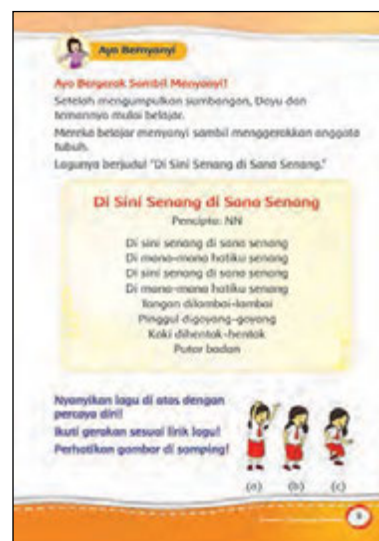 Ayo Bernyanyi
Ayo Bergerak Sambil Menyanyi!
Setelah mengumpulkan sumbangan, Dayu dan
temannya mulai belajar.
Mereka belajar menyanyi sambil menggerakkan anggota
tubuh.
Lagunya berjudul "Di Sini Senang di Sana Senang."
Di Sini Senang di Sana Senang
Pencipta: NN
Di sini senang di sana senang
Di mana-mana hatiku senang
Di sini senang di sana senang
Di mana-mana hatiku senang
Tangan dilambai-lambai
Pinggul digoyang-goyang
Kaki dihentak-hentak
Putar badan
Nyanyikan lagu di atas dengan
percaya diri!
Ikuti gerakan sesuai lirik lagu!
Perhatikan gambar di samping!
(a) (b) (c)